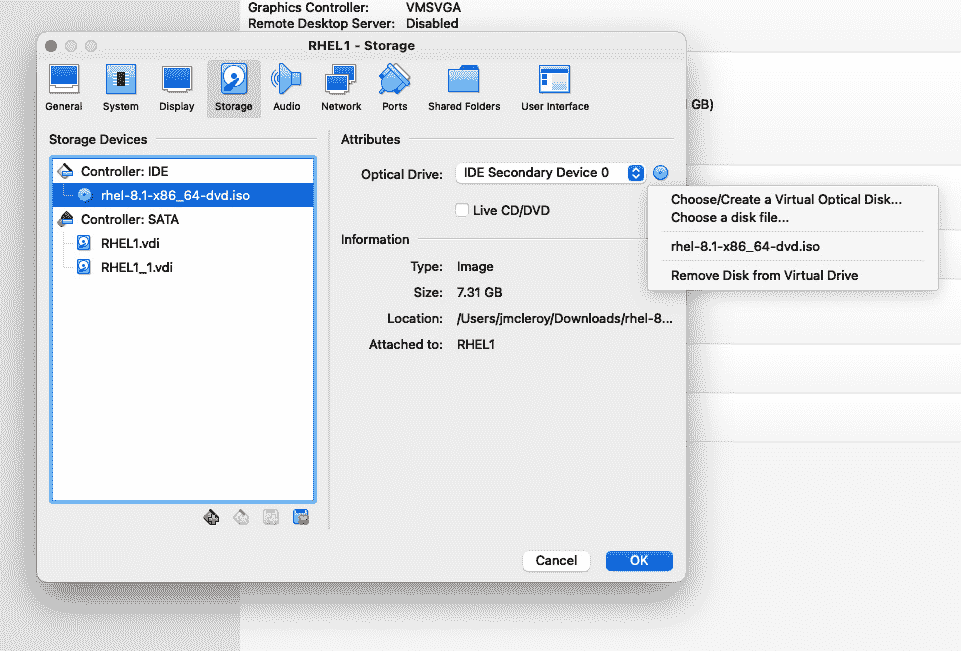 Graphics Controller: VMSVGA
Remote Desktop Server: Disabled
RHEL1 - Storage
General System Display Storage Audio Network Ports Shared Folders User Interface
GB)
Storage Devices
Controller: IDE
rhel-8.1-x86_64-dvd.iso
Controller: SATA
RHEL1.vdi
RHEL1_1.vdi
Attributes
Optical Drive: IDE Secondary Device 0
Live CD/DVD
Information
Type: Image
Size: 7.31 GB
Location: /Users/jmcleroy/Downloads/rhel-8...
Attached to: RHEL1
Choose/Create a Virtual Optical Disk...
Choose a disk file...
rhel-8.1-x86_64-dvd.iso
Remove Disk from Virtual Drive
Cancel OK